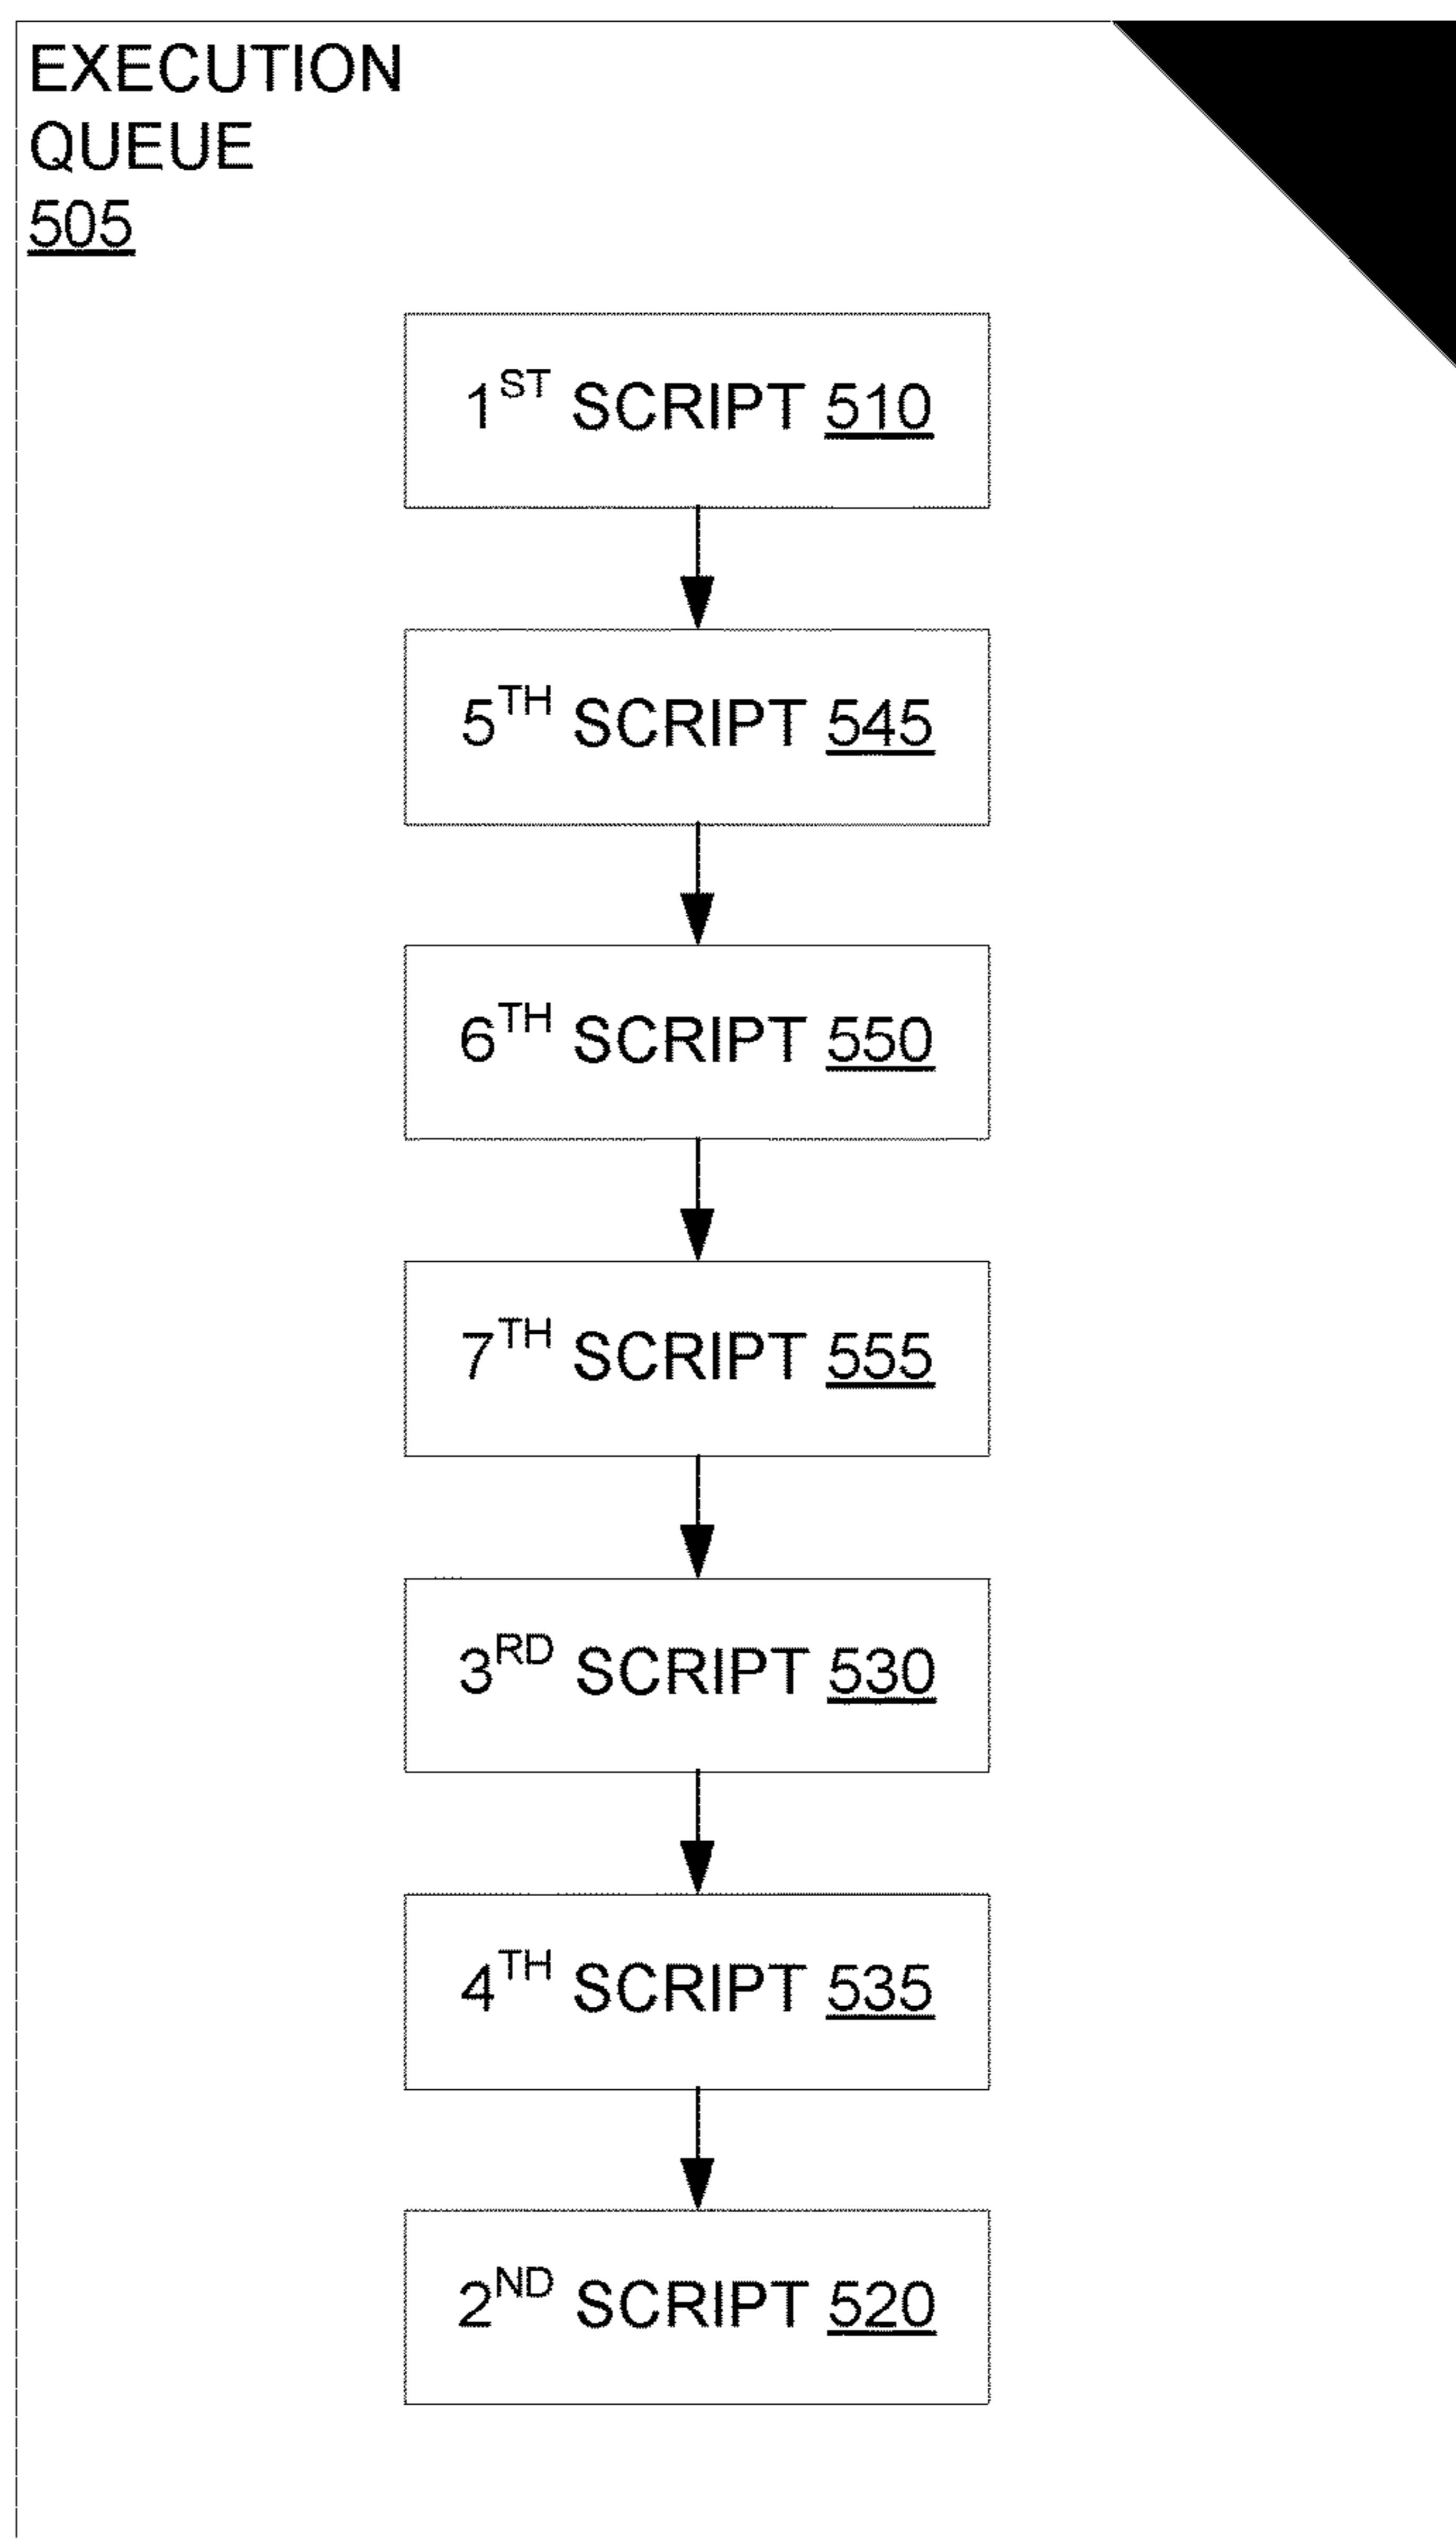 EXECUTION
QUEUE
505
1ST SCRIPT 510
5TH SCRIPT 545
6TH SCRIPT 550
7TH SCRIPT 555
3RD SCRIPT 530
4TH SCRIPT 535
2ND SCRIPT 520